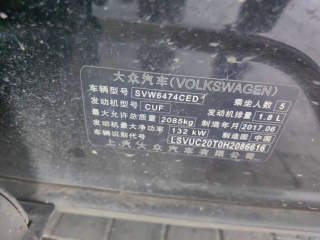 大众汽车(VOLKSWAGEN)
车辆型号 SVW6474CED 乘坐人数 5
发动机型号 CUF 发动机排量 1.8 L
最大允许总质量 2085kg 制造年月 2017.06
发动机最大净功率 132 kW 制造国 中国
车辆识别代号 LSVUC20T0H2086616
上汽大众汽车有限公司